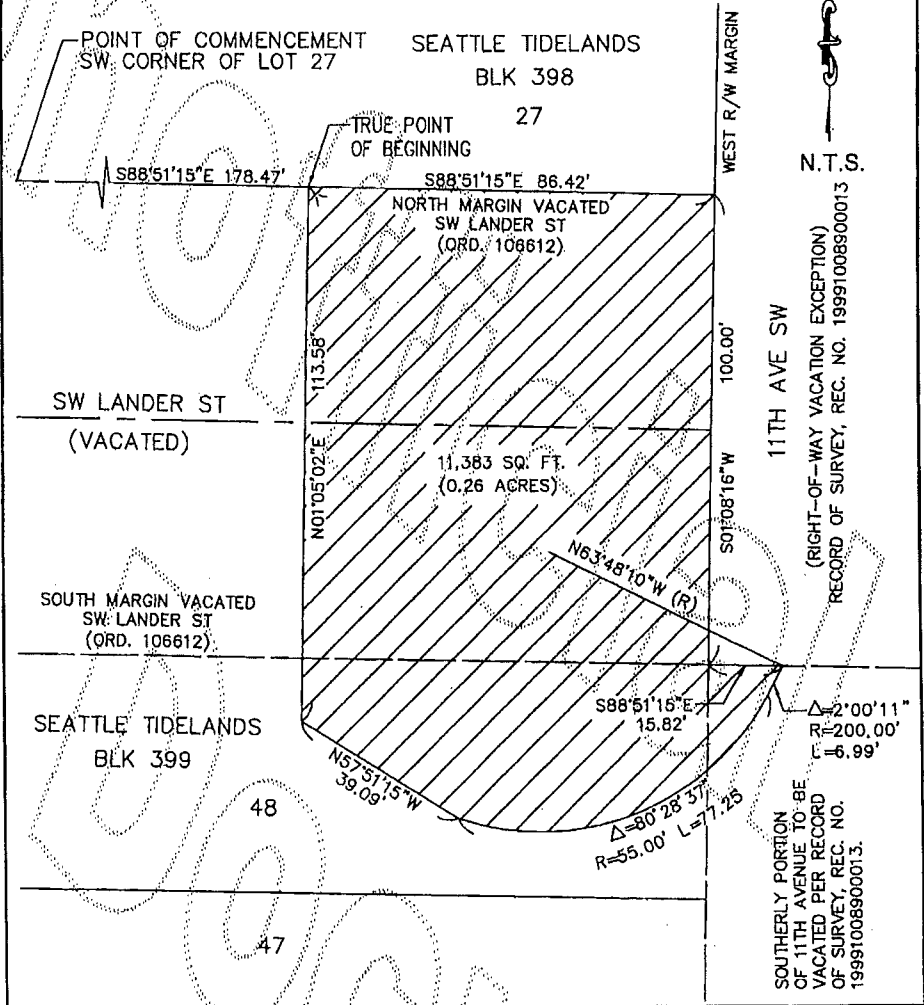 POINT OF COMMENCEMENT
SW CORNER OF LOT 27
SEATTLE TIDELANDS
BLK 398
27
WEST R/W MARGIN
TRUE POINT
OF BEGINNING
N.T.S.
S88°51'15"E 178.47'
S88°51'15"E 86.42'
NORTH MARGIN VACATED
SW LANDER ST
(ORD. 106612)
113.58'
N01°05'02"E
100.00'
S01°08'16"W
11TH AVE SW
(RIGHT-OF-WAY VACATION EXCEPTION)
RECORD OF SURVEY, REC. NO. 19991008900013
SW LANDER ST
(VACATED)
11,383 SQ. FT.
(0.26 ACRES)
N63°48'10"W (R)
SOUTH MARGIN VACATED
SW LANDER ST
(ORD. 106612)
S88°51'15"E
15.82'
Δ=2°00'11"
R=200.00'
L=6.99'
SEATTLE TIDELANDS
BLK 399
N57°51'15"W
39.09'
Δ=80°28'37"
R=55.00' L=77.25
48
47
SOUTHERLY PORTION
OF 11TH AVENUE TO BE
VACATED PER RECORD
OF SURVEY, REC. NO.
19991008900013.